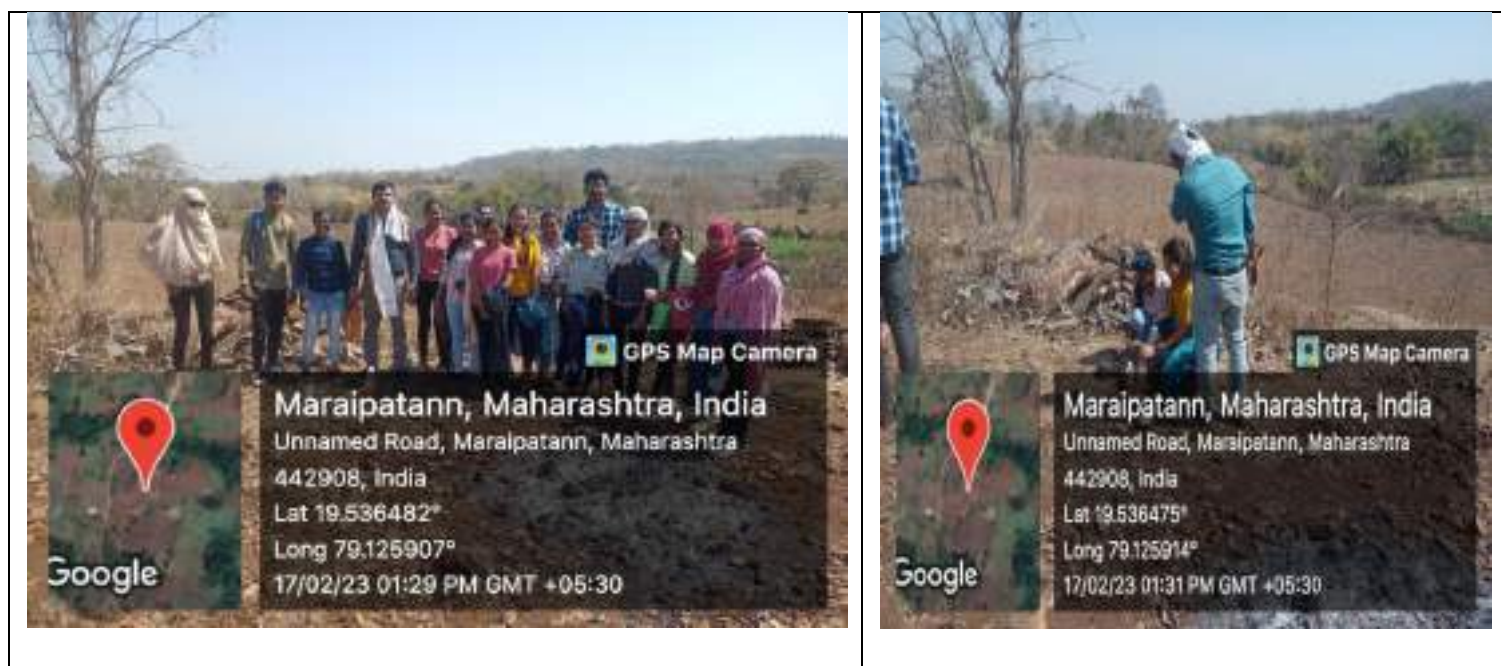 GPS Map Camera
Maraipatann, Maharashtra, India
Unnamed Road, Maraipatann, Maharashtra
442908, India
Lat 19.536482°
Long 79.125907°
17/02/23 01:29 PM GMT +05:30
Google
GPS Map Camera
Maraipatann, Maharashtra, India
Unnamed Road, Maraipatann, Maharashtra
442908, India
Lat 19.536475°
Long 79.125914°
17/02/23 01:31 PM GMT +05:30
Google